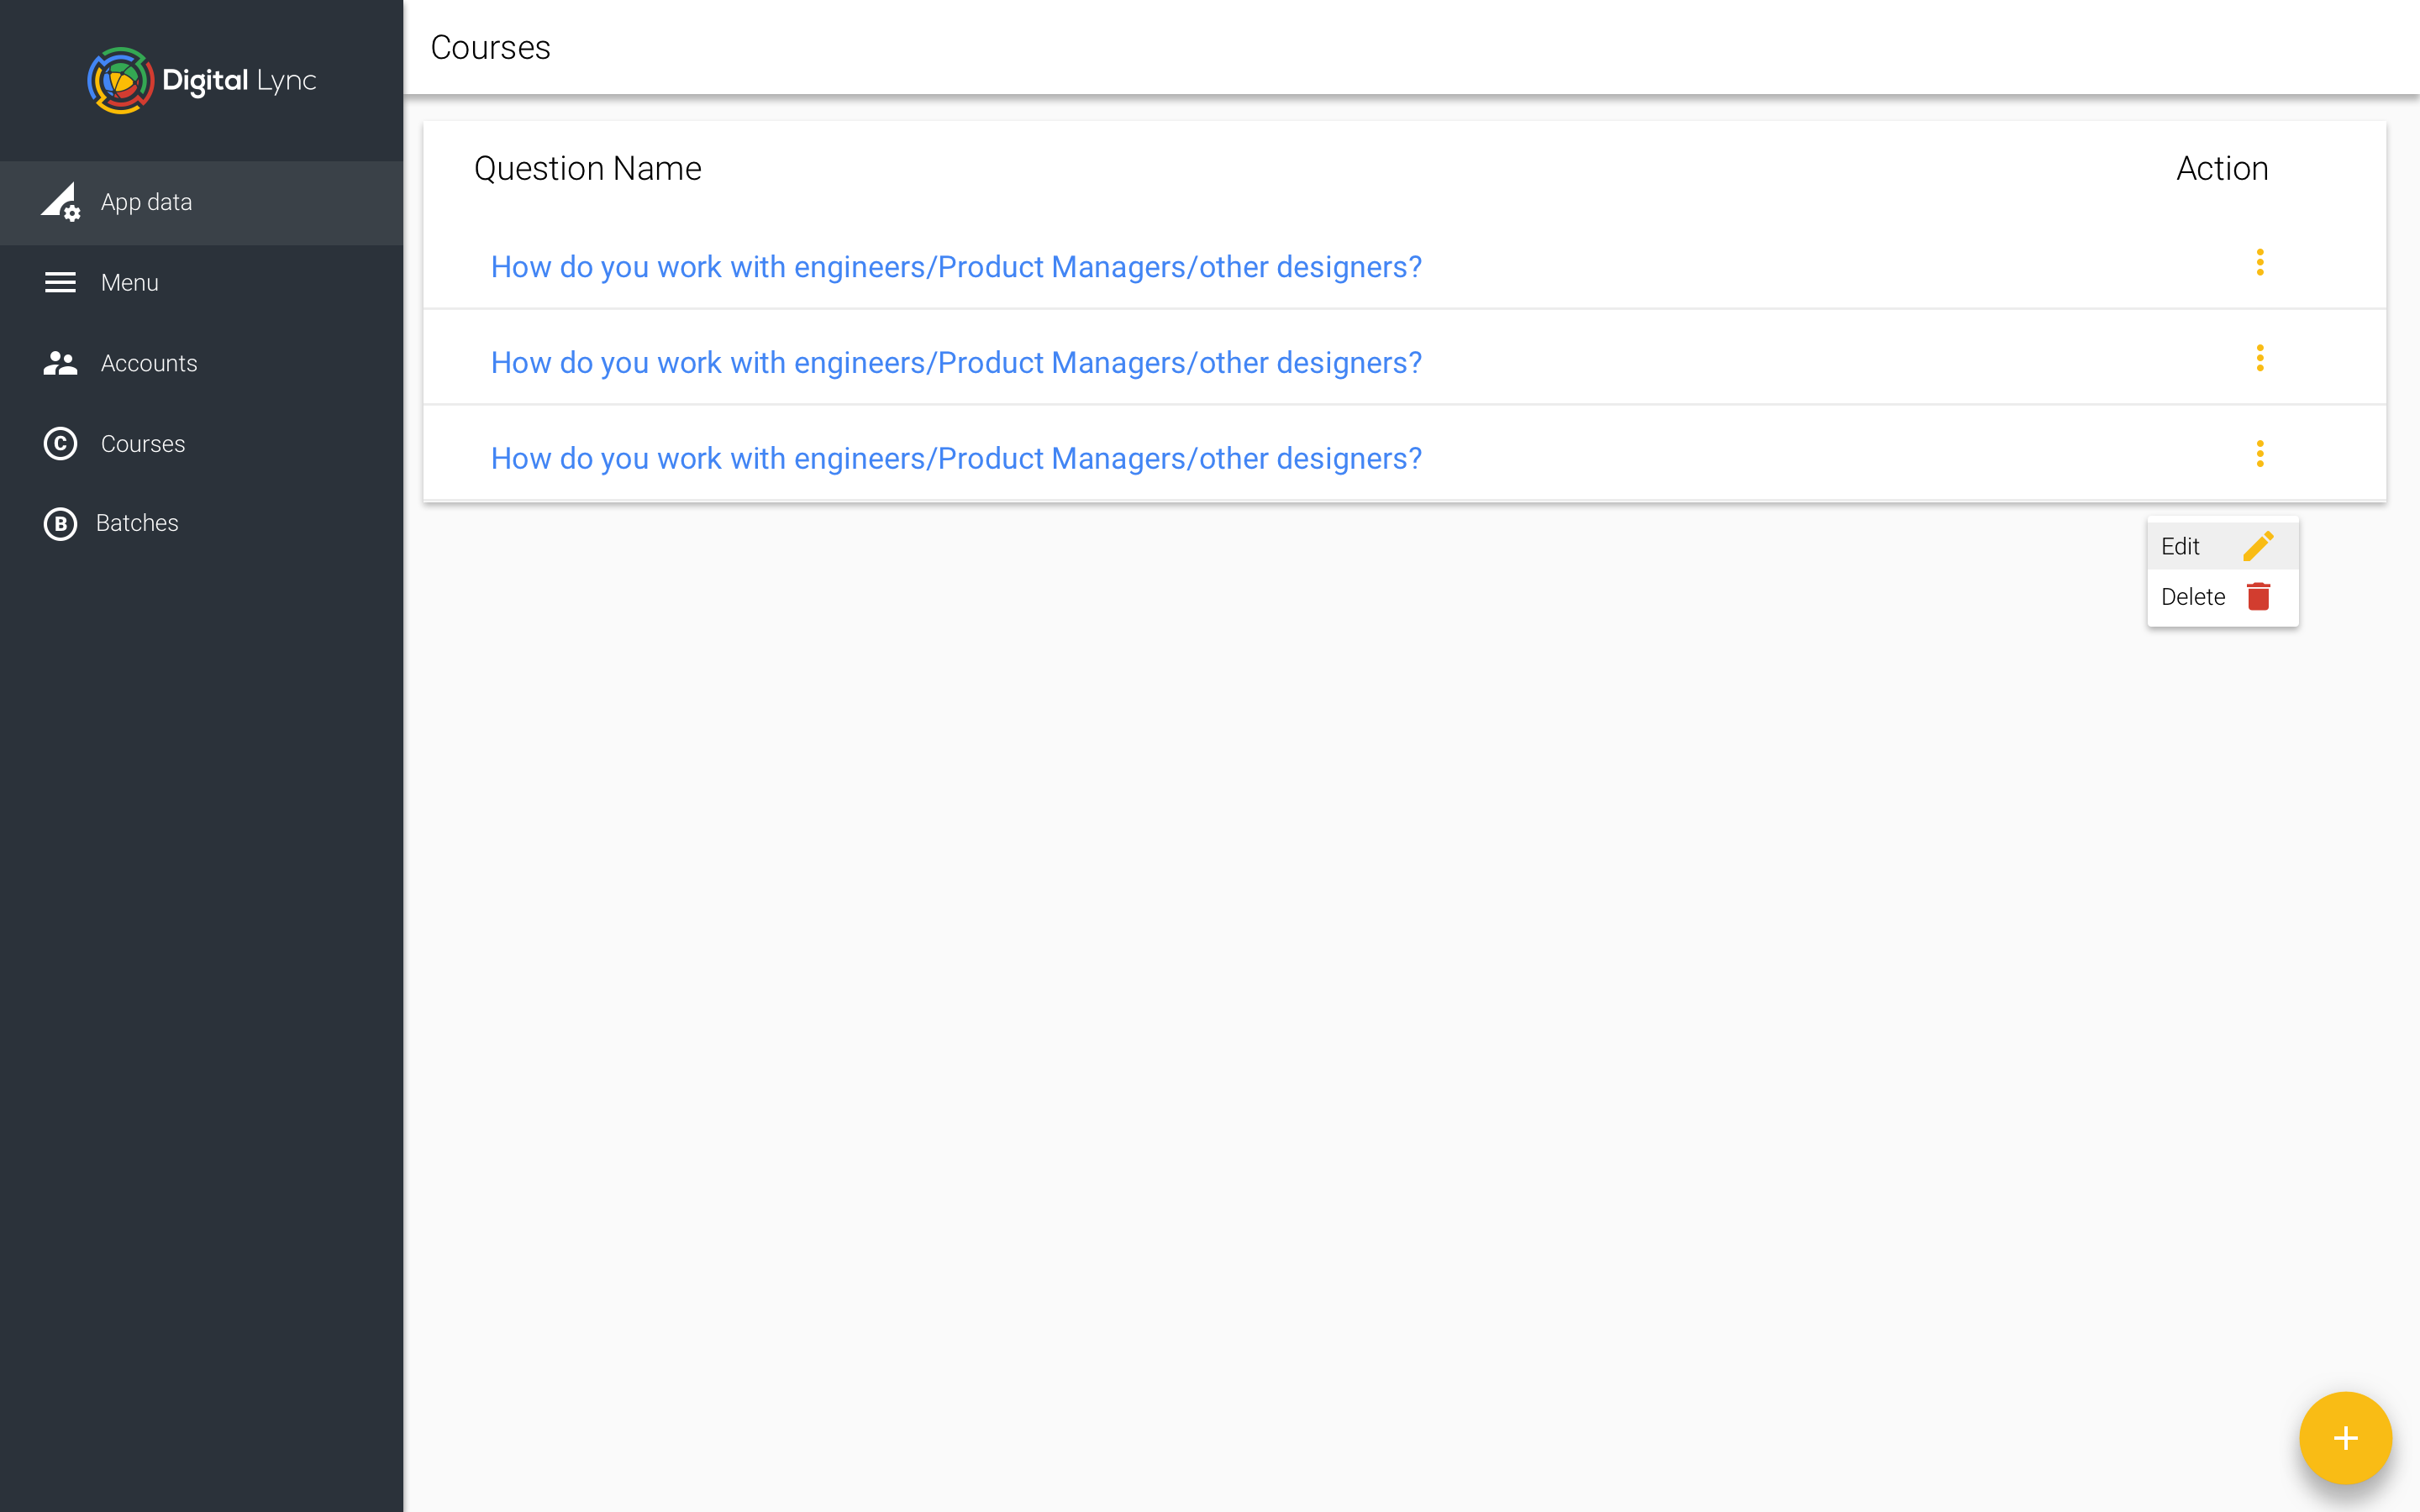 Digital Lync
App data
Menu
Accounts
C Courses
B Batches
Courses
Question Name Action
How do you work with engineers/Product Managers/other designers?
How do you work with engineers/Product Managers/other designers?
How do you work with engineers/Product Managers/other designers?
Edit
Delete